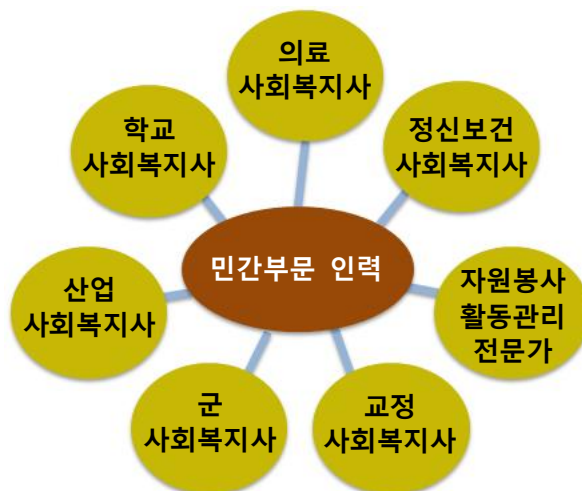 의료
사회복지사
정신보건
사회복지사
자원봉사
활동관리
전문가
교정
사회복지사
군
사회복지사
산업
사회복지사
학교
사회복지사
민간부문 인력